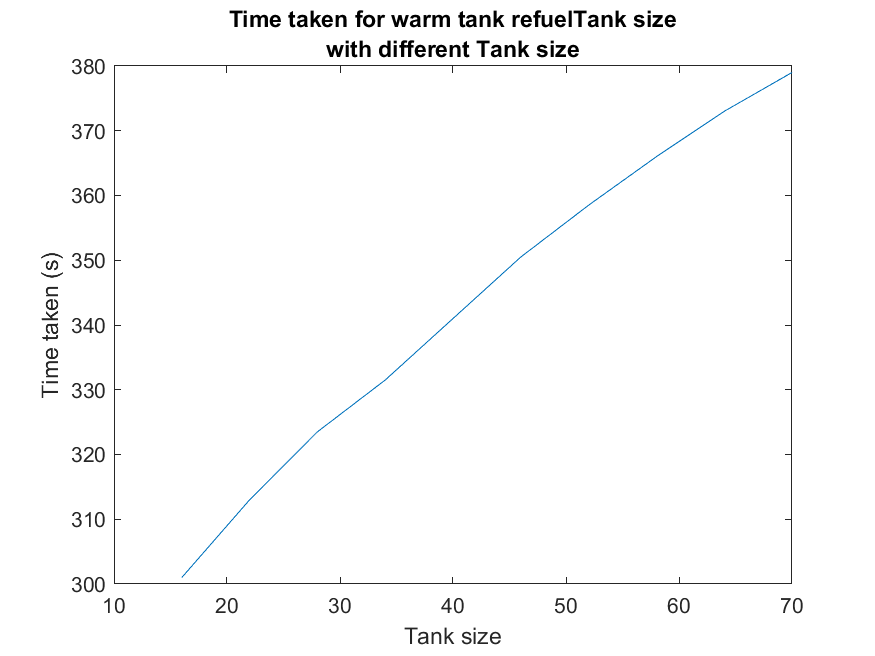 Time taken for warm tank refuelTank size
with different Tank size
380
370
360
350
340
330
320
310
300
Time taken (s)
10 20 30 40 50 60 70
Tank size